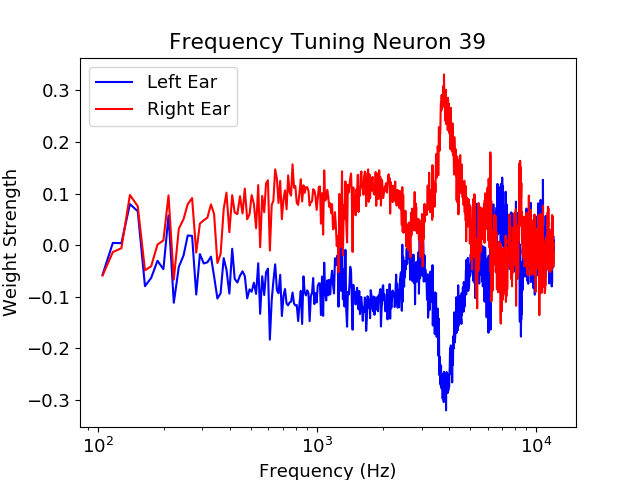 Frequency Tuning Neuron 39
Left Ear
Right Ear
Weight Strength
0.3
0.2
0.1
0.0
−0.1
−0.2
−0.3
10²
10³
10⁴
Frequency (Hz)